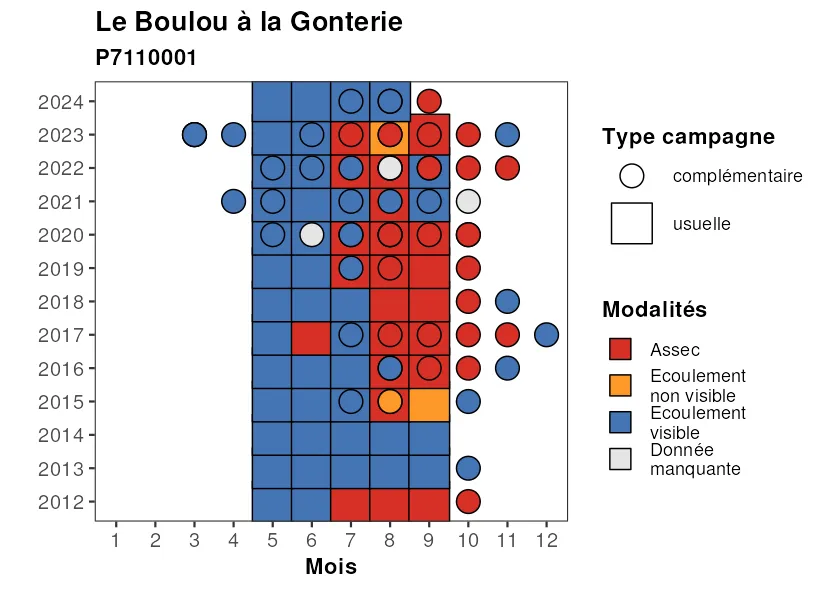 Le Boulou à la Gonterie
P7110001
2024
2023
2022
2021
2020
2019
2018
2017
2016
2015
2014
2013
2012
1 2 3 4 5 6 7 8 9 10 11 12
Mois
Type campagne
complémentaire
usuelle
Modalités
Assec
Ecoulement
non visible
Ecoulement
visible
Donnée
manquante